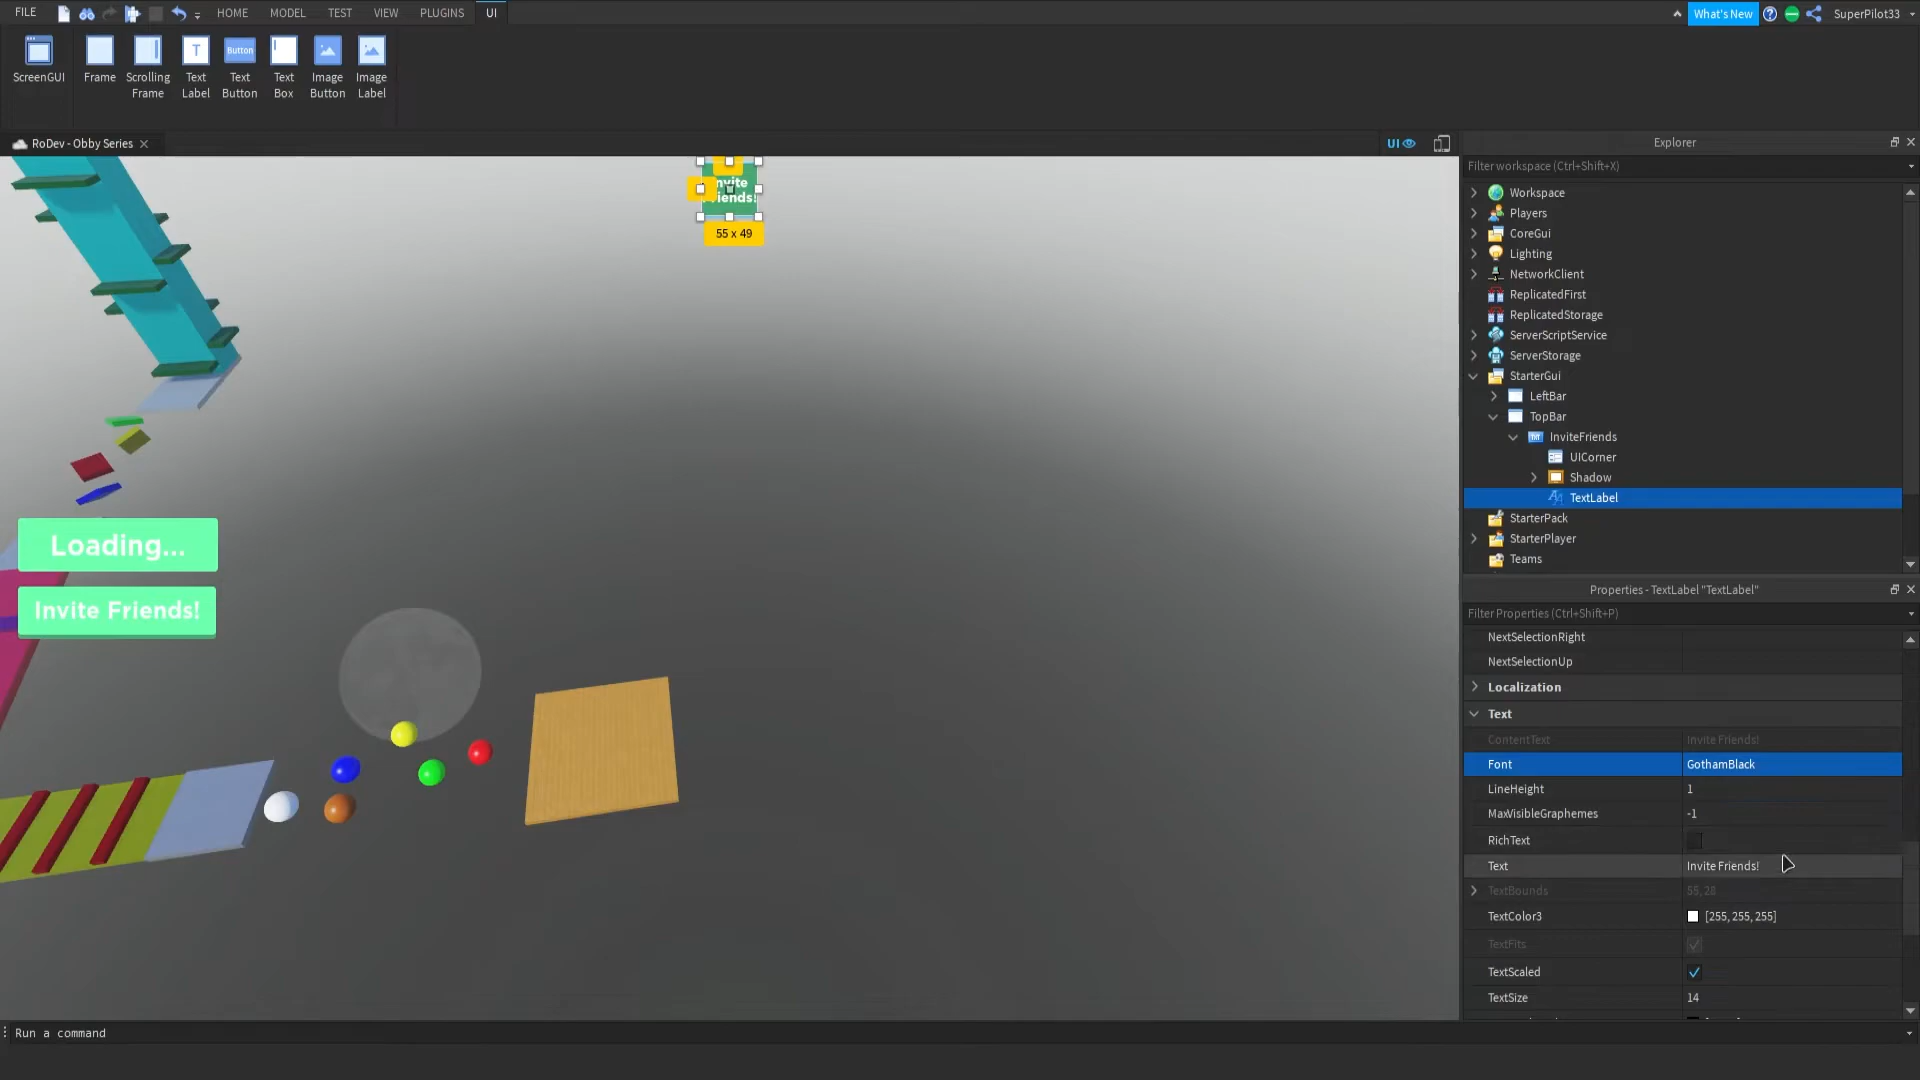 FILE
HOME
MODEL
TEST
VIEW
PLUGINS
UI
What's New
SuperPilot33
ScreenGUI
Frame
Scrolling
Frame
T
Text
Label
Button
Text
Button
Text
Box
Image
Button
Image
Label
RoDev - Obby Series
UI
Explorer
Filter workspace (Ctrl+Shift+X)
Workspace
Players
CoreGui
Lighting
NetworkClient
ReplicatedFirst
ReplicatedStorage
ServerScriptService
ServerStorage
StarterGui
LeftBar
TopBar
InviteFriends
UICorner
Shadow
TextLabel
StarterPack
StarterPlayer
Teams
55 x 49
Loading...
Invite Friends!
Properties - TextLabel "TextLabel"
Filter Properties (Ctrl+Shift+P)
NextSelectionRight
NextSelectionUp
Localization
Text
ContentText Invite Friends!
Font GothamBlack
LineHeight 1
MaxVisibleGraphemes -1
RichText
Text Invite Friends!
TextBounds 55, 28
TextColor3 [255, 255, 255]
TextFits
TextScaled
TextSize 14
Run a command